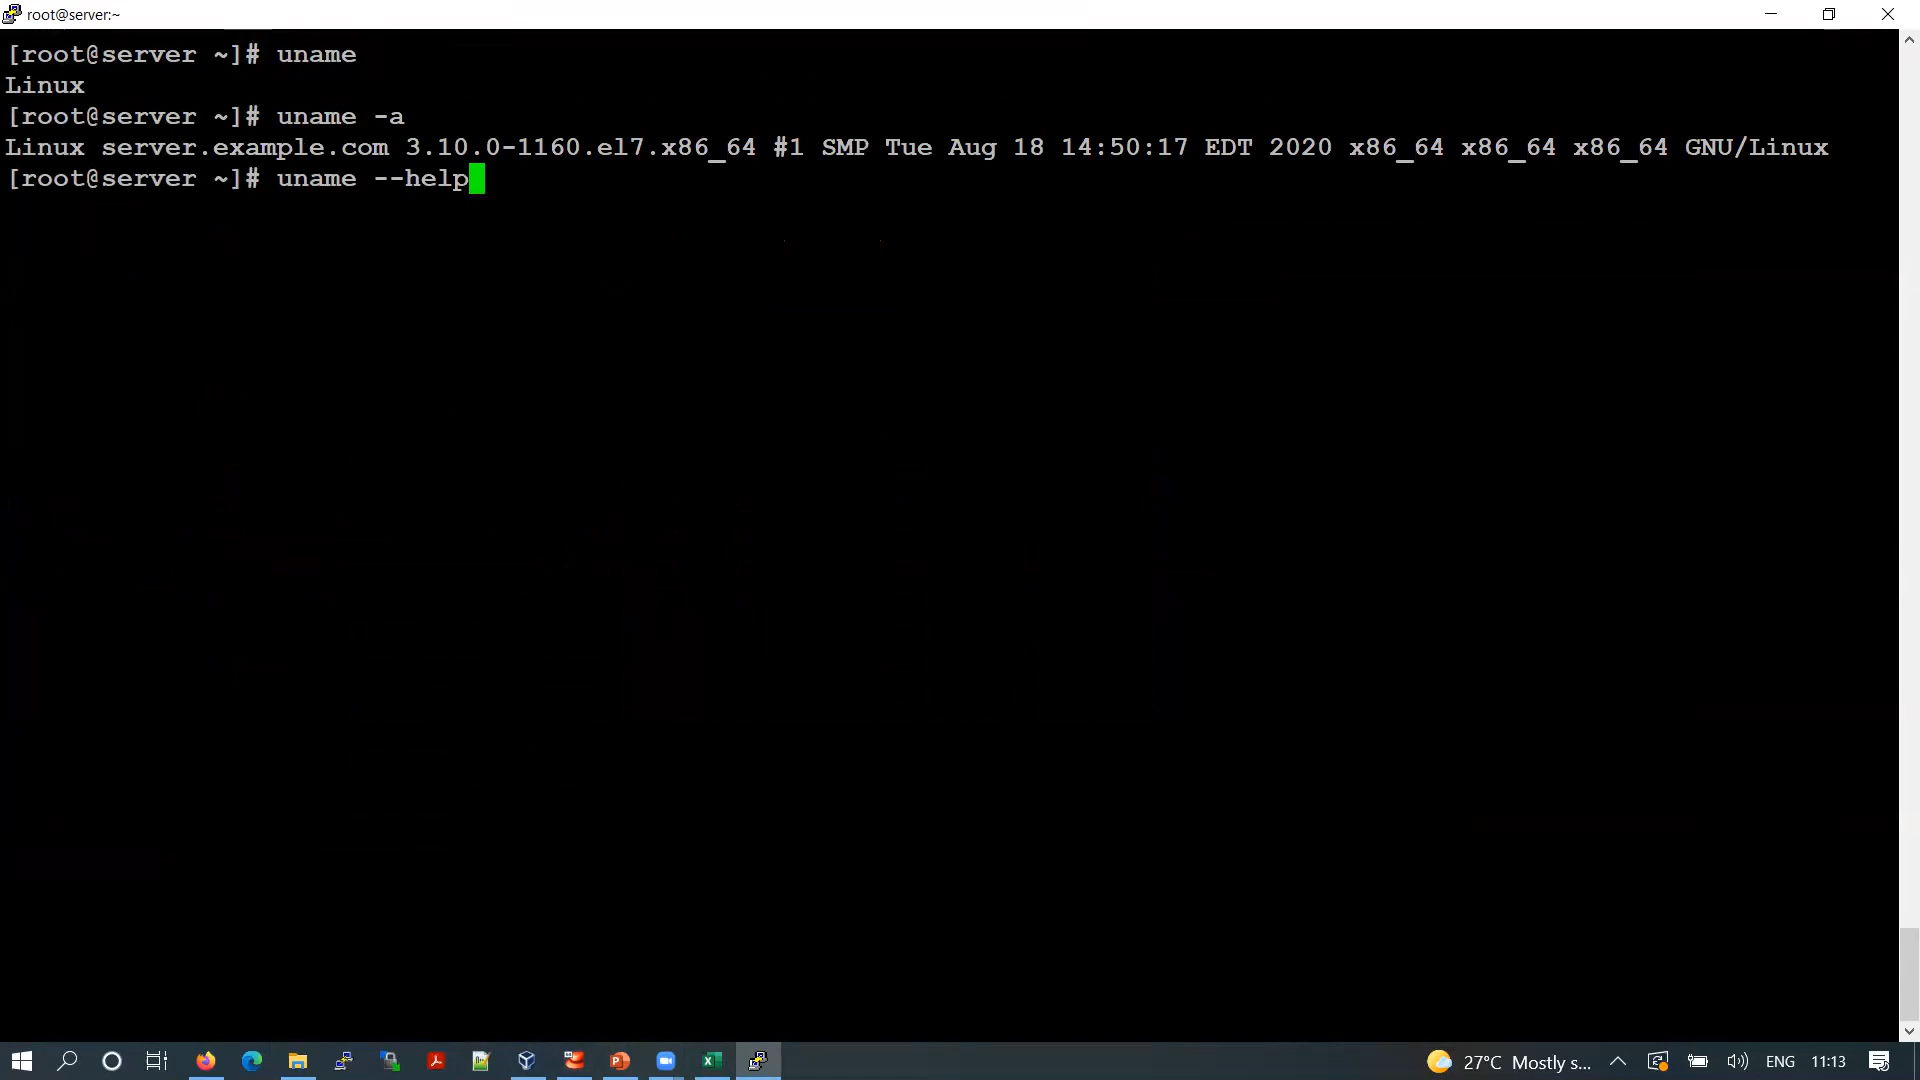 root@server:~
[root@server ~]# uname
Linux
[root@server ~]# uname -a
Linux server.example.com 3.10.0-1160.el7.x86_64 #1 SMP Tue Aug 18 14:50:17 EDT 2020 x86_64 x86_64 x86_64 GNU/Linux
[root@server ~]# uname --help
27°C Mostly s... ENG 11:13